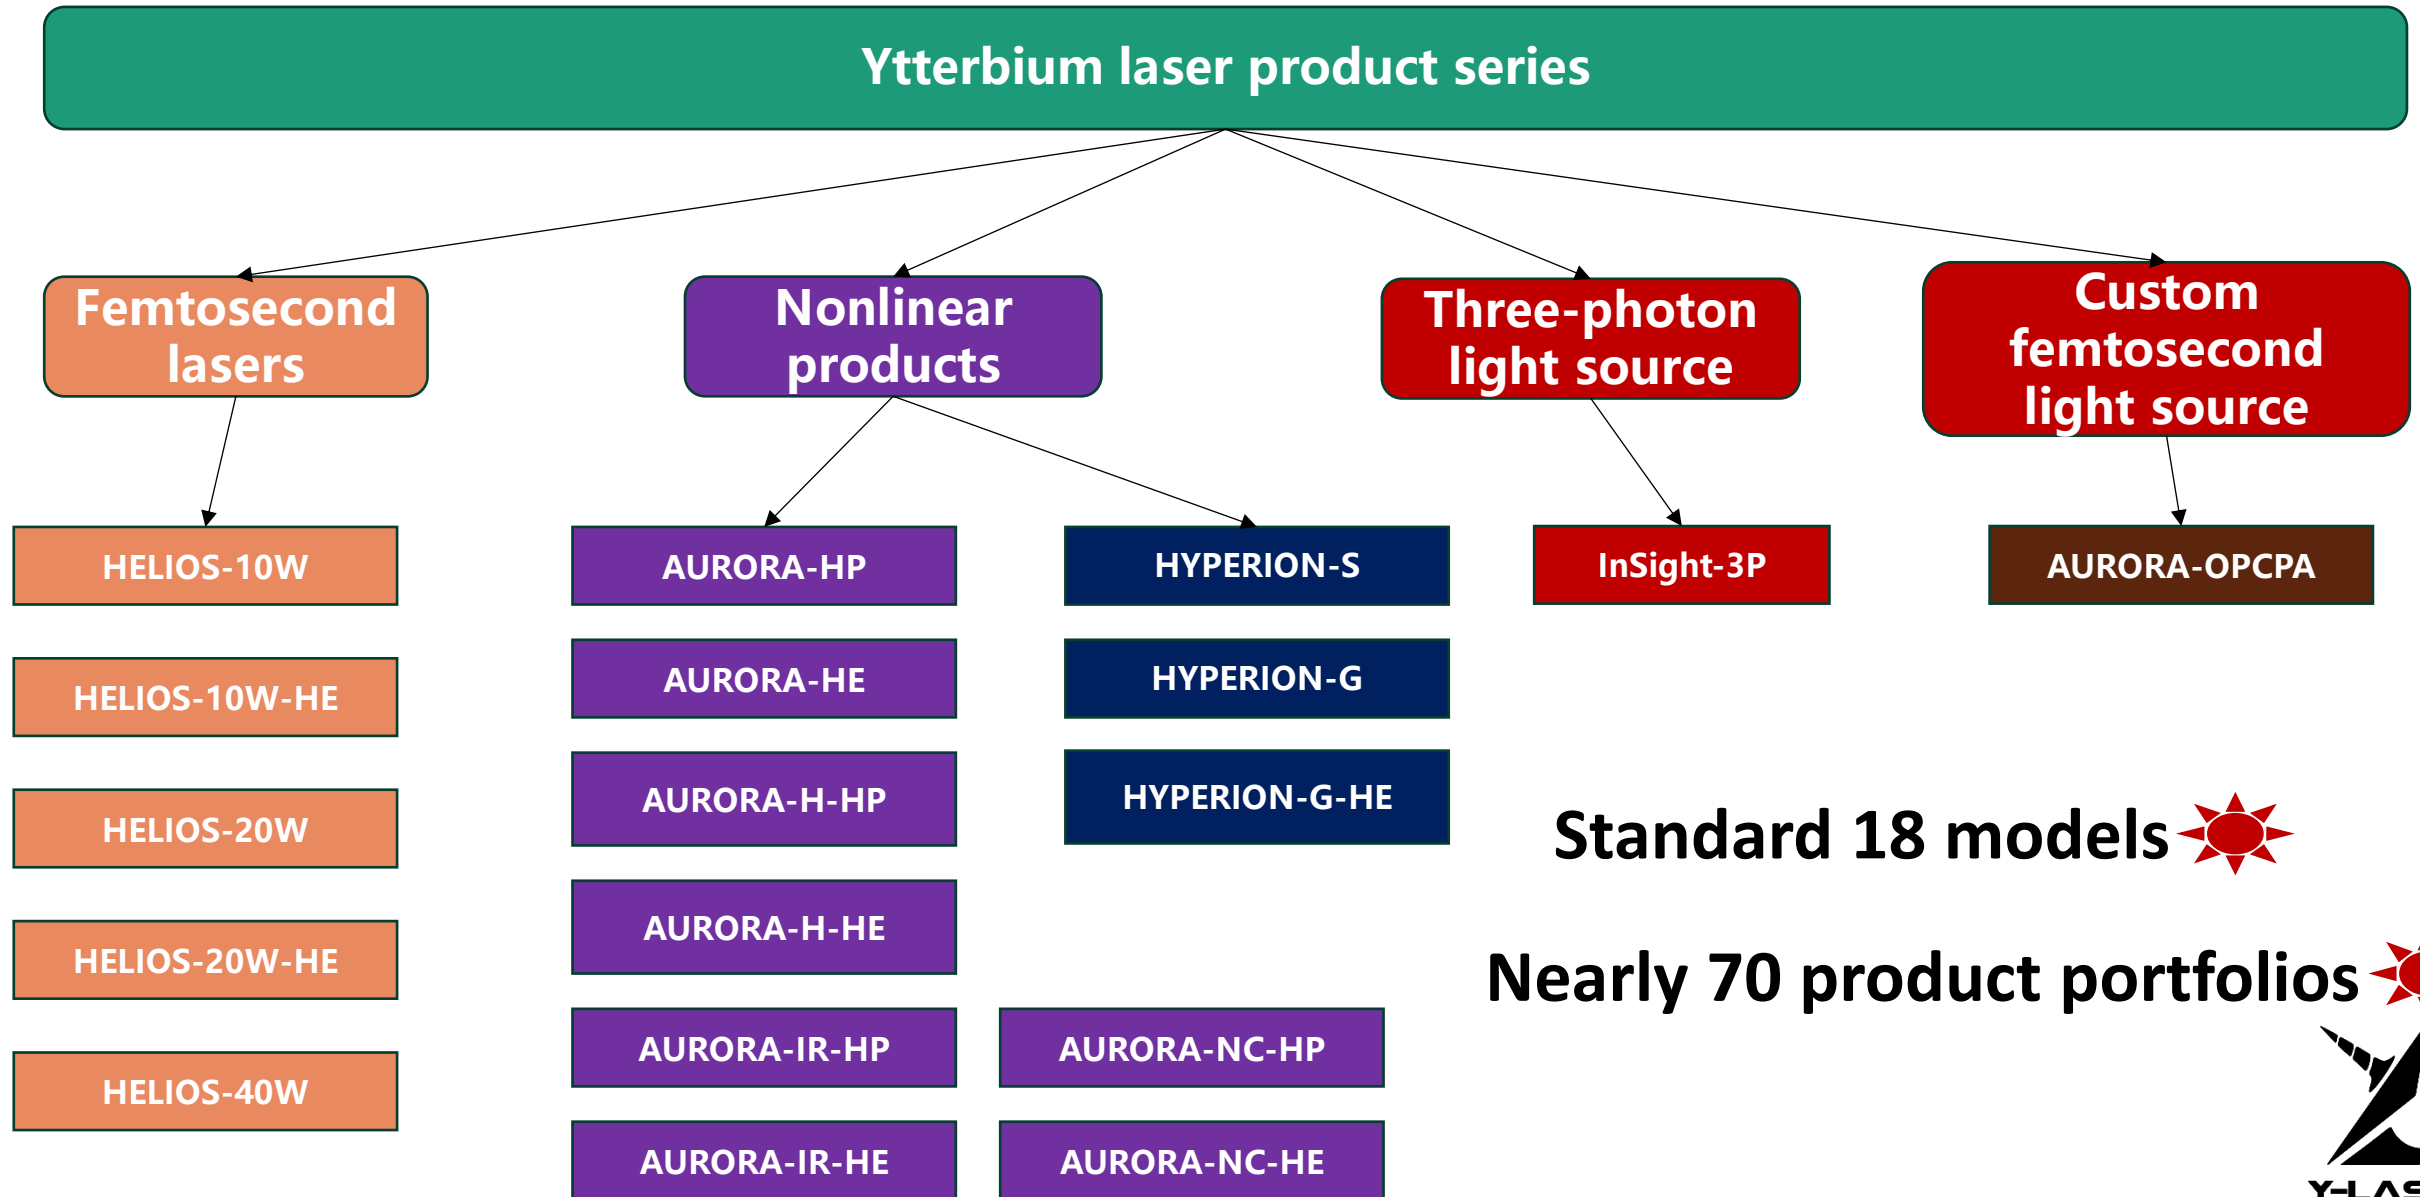 Ytterbium laser product series
Femtosecond
lasers
Nonlinear
products
Three-photon
light source
Custom
femtosecond
light source
HELIOS-10W
HELIOS-10W-HE
HELIOS-20W
HELIOS-20W-HE
HELIOS-40W
AURORA-HP
AURORA-HE
AURORA-H-HP
AURORA-H-HE
AURORA-IR-HP
AURORA-IR-HE
HYPERION-S
HYPERION-G
HYPERION-G-HE
AURORA-NC-HP
AURORA-NC-HE
InSight-3P
AURORA-OPCPA
Standard 18 models
Nearly 70 product portfolios